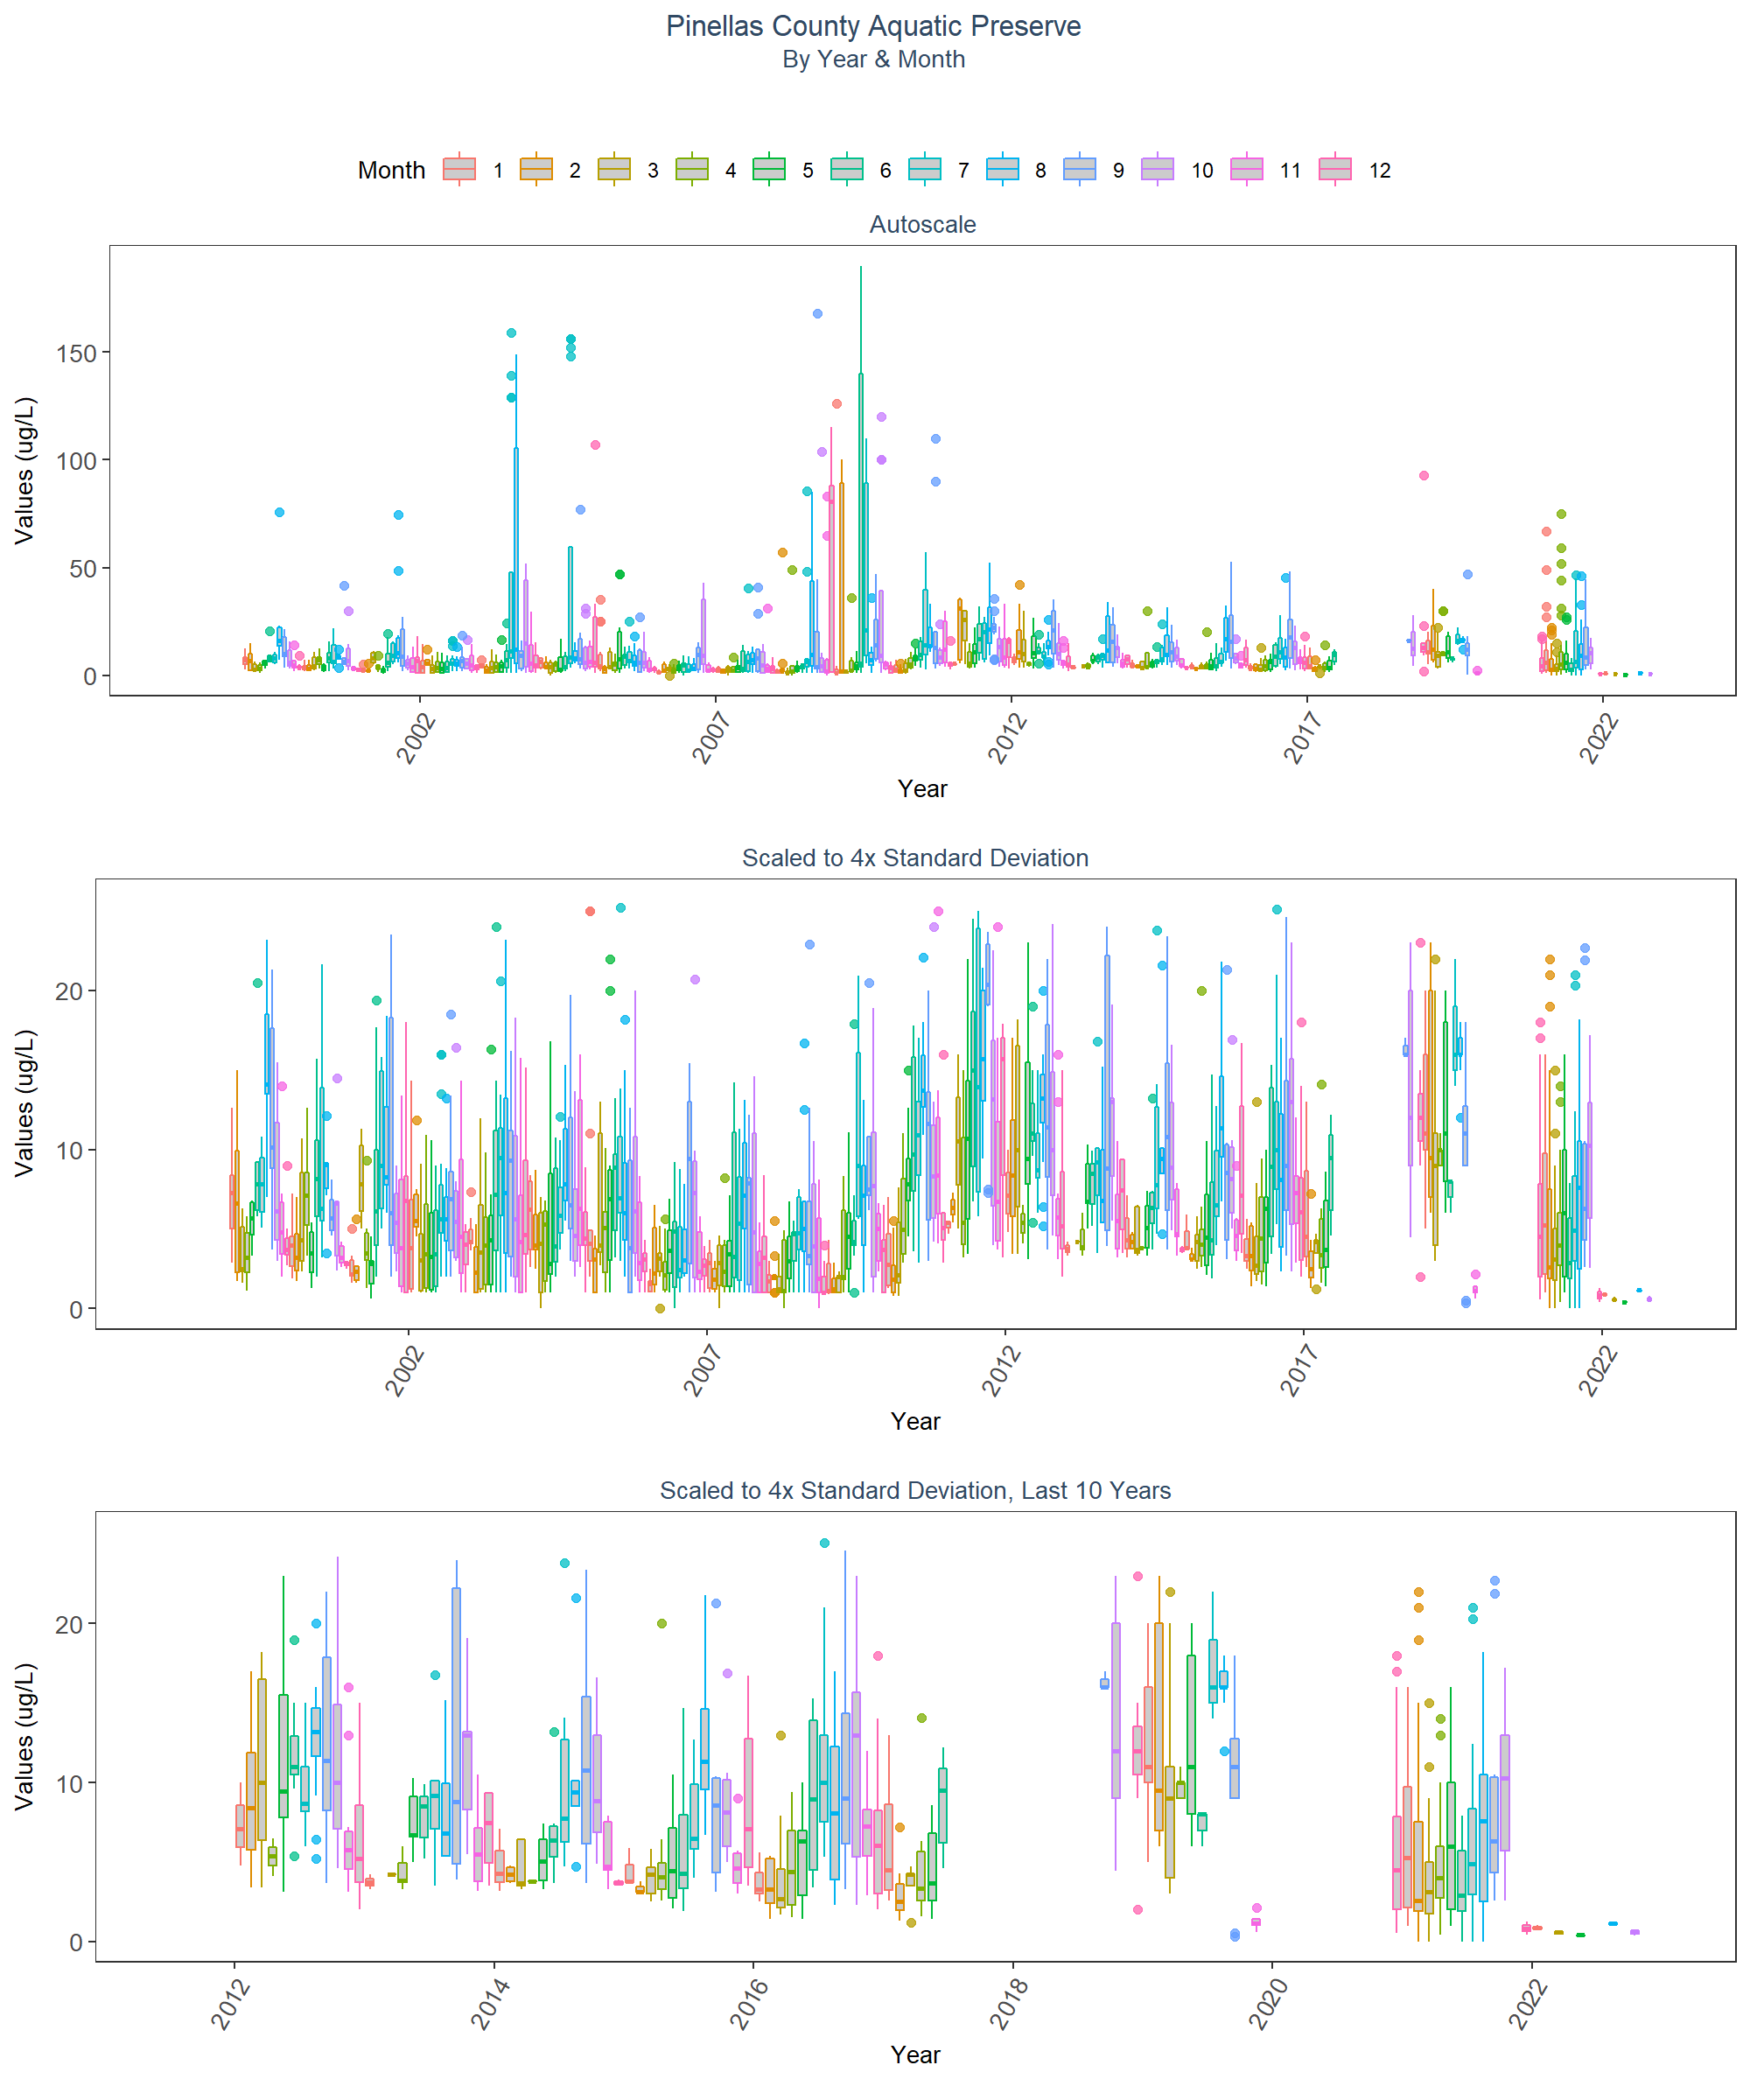 Pinellas County Aquatic Preserve
By Year & Month
Month 1 2 3 4 5 6 7 8 9 10 11 12
Autoscale
Values (ug/L)
150
100
50
0
2002 2007 2012 2017 2022
Year
Scaled to 4x Standard Deviation
Values (ug/L)
20
10
0
2002 2007 2012 2017 2022
Year
Scaled to 4x Standard Deviation, Last 10 Years
Values (ug/L)
20
10
0
2012 2014 2016 2018 2020 2022
Year